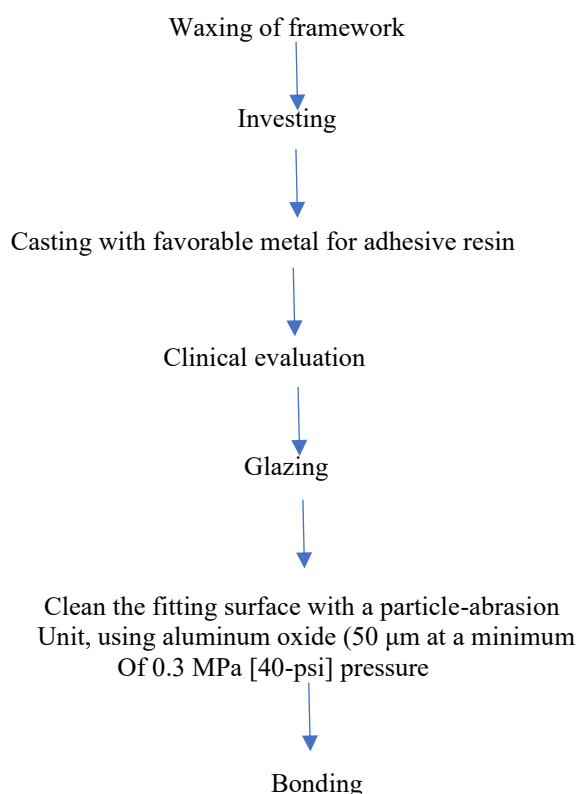 Waxing of framework
Investing
Casting with favorable metal for adhesive resin
Clinical evaluation
Glazing
Clean the fitting surface with a particle-abrasion
Unit, using aluminum oxide (50 μm at a minimum
Of 0.3 MPa [40-psi] pressure
Bonding